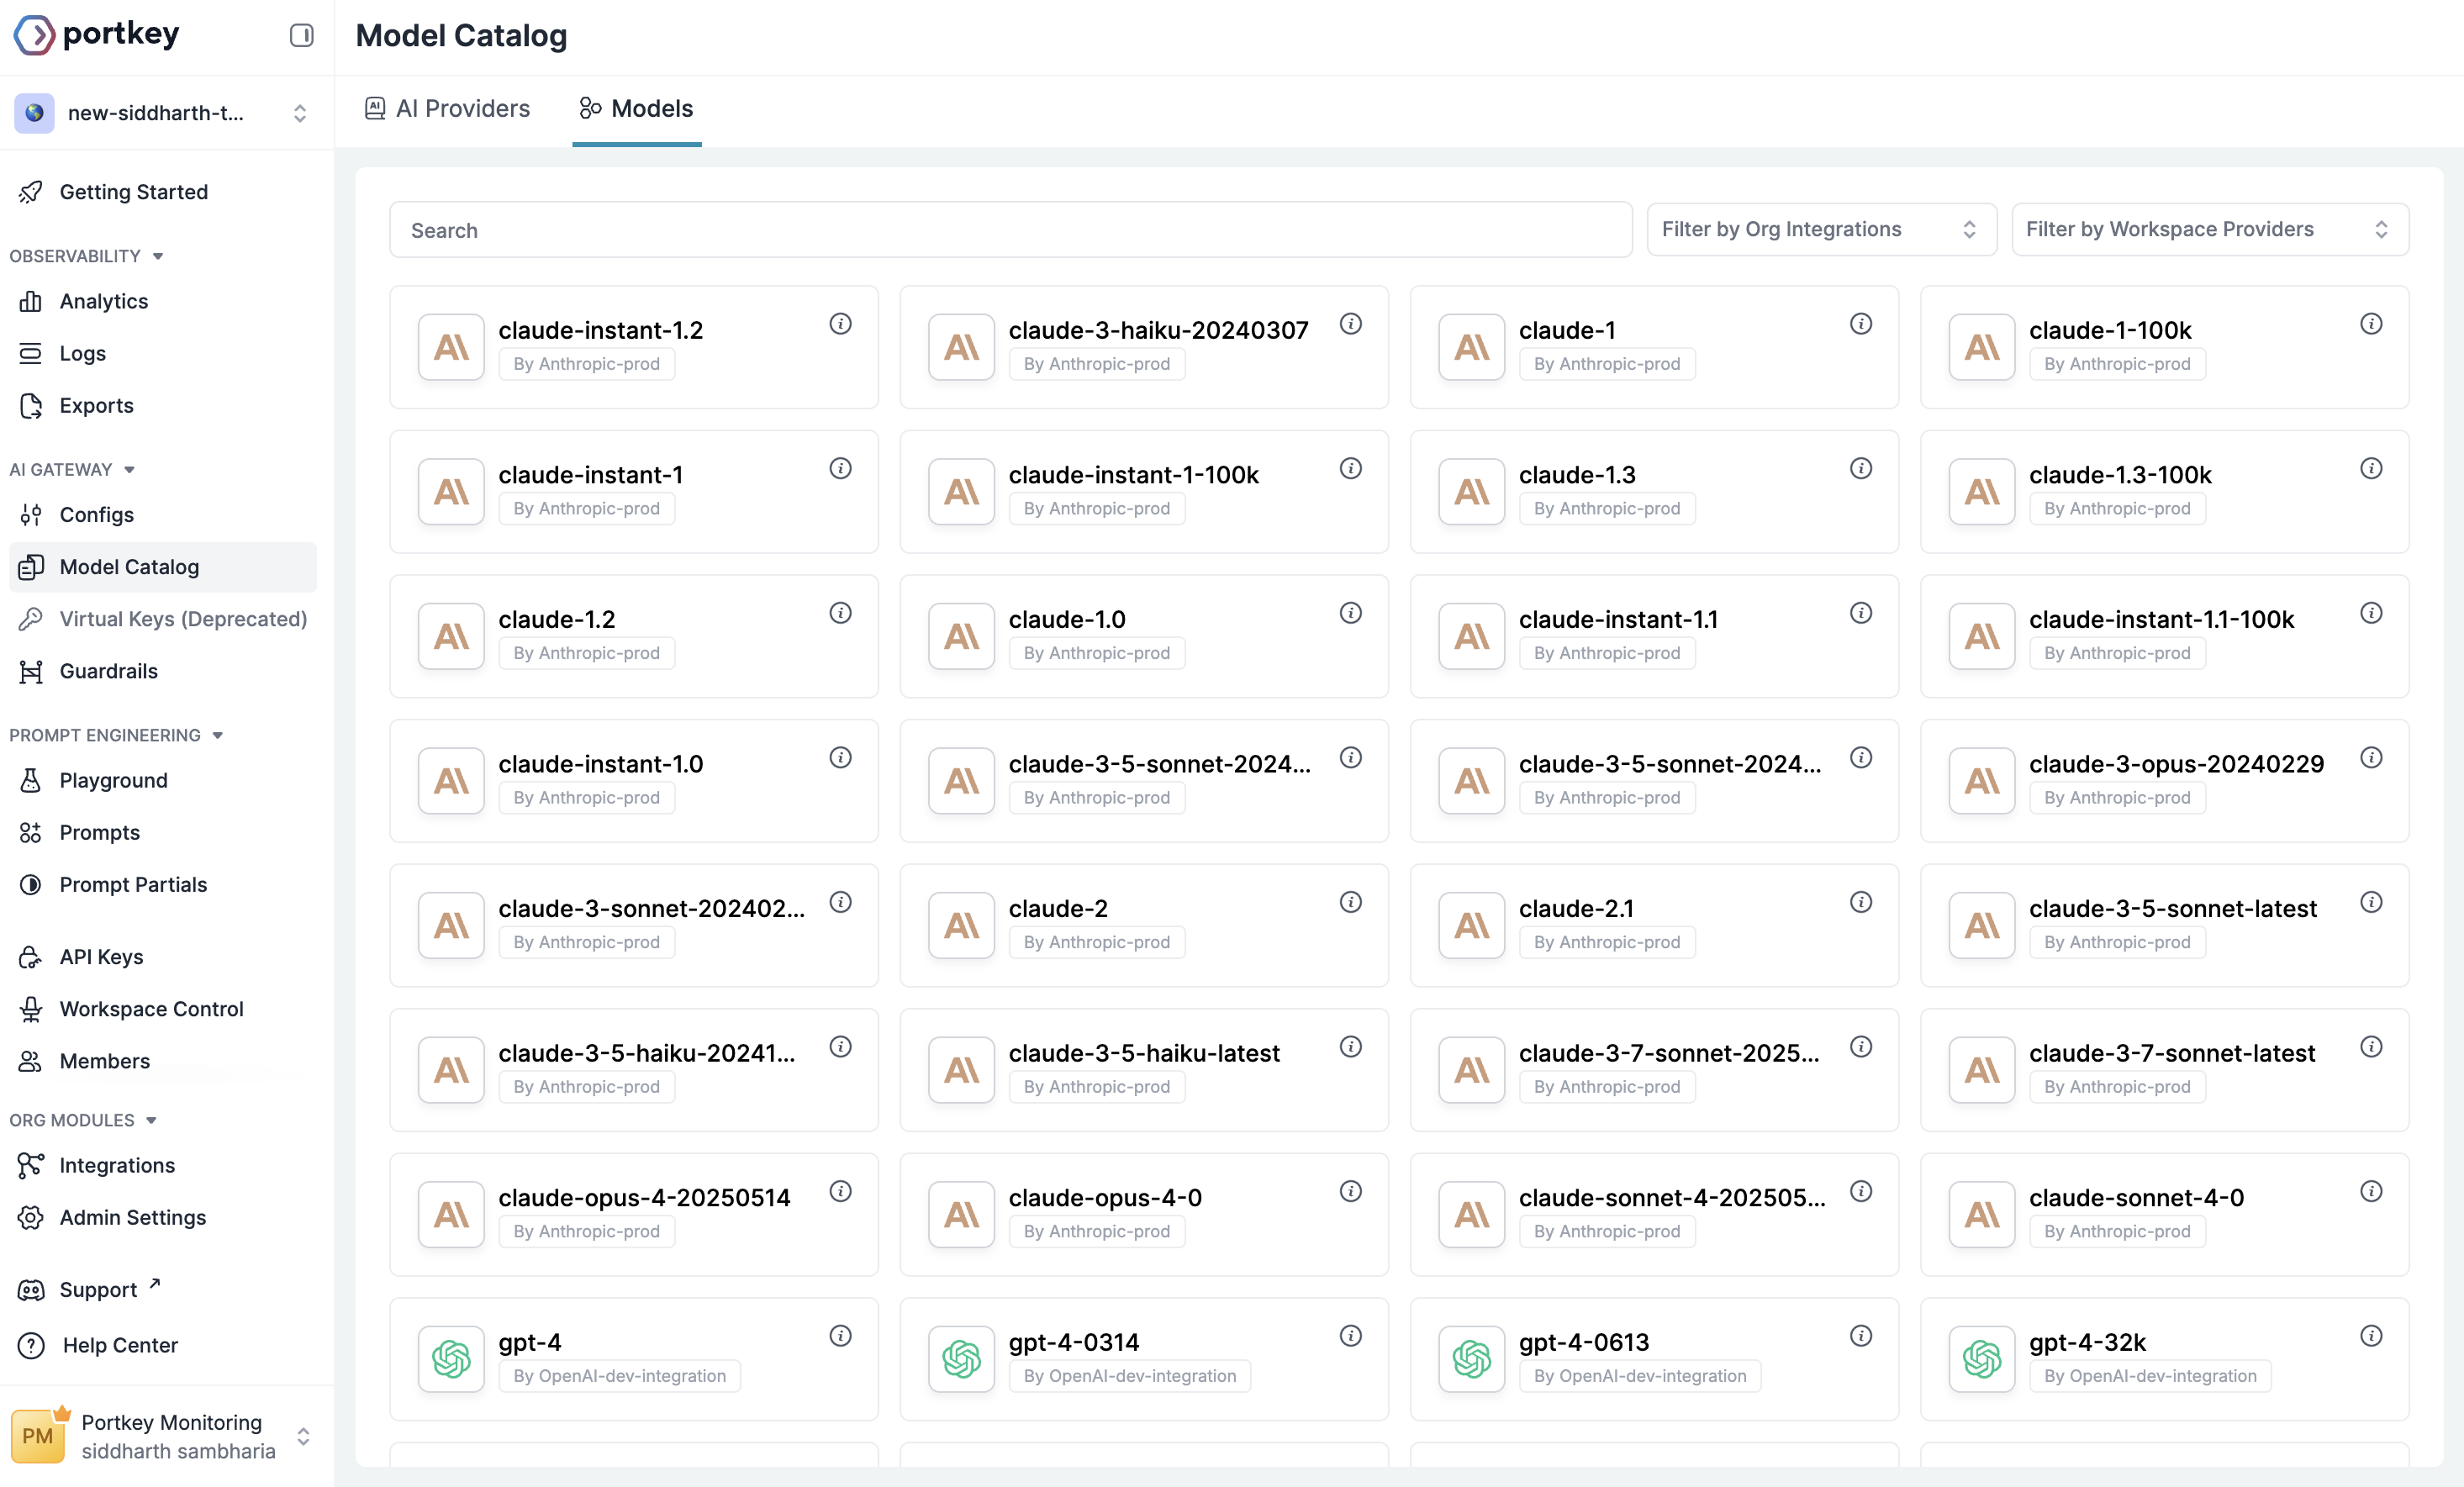 portkey
new-siddharth-t...
Getting Started
OBSERVABILITY
Analytics
Logs
Exports
AI GATEWAY
Configs
Model Catalog
Virtual Keys (Deprecated)
Guardrails
PROMPT ENGINEERING
Playground
Prompts
Prompt Partials
API Keys
Workspace Control
Members
ORG MODULES
Integrations
Admin Settings
Support
Help Center
PM
Portkey Monitoring
siddharth sambharia
Model Catalog
AI Providers
Models
Search
Filter by Org Integrations
Filter by Workspace Providers
claude-instant-1.2
By Anthropic-prod
claude-3-haiku-20240307
By Anthropic-prod
claude-1
By Anthropic-prod
claude-1-100k
By Anthropic-prod
claude-instant-1
By Anthropic-prod
claude-instant-1-100k
By Anthropic-prod
claude-1.3
By Anthropic-prod
claude-1.3-100k
By Anthropic-prod
claude-1.2
By Anthropic-prod
claude-1.0
By Anthropic-prod
claude-instant-1.1
By Anthropic-prod
claude-instant-1.1-100k
By Anthropic-prod
claude-instant-1.0
By Anthropic-prod
claude-3-5-sonnet-2024...
By Anthropic-prod
claude-3-5-sonnet-2024...
By Anthropic-prod
claude-3-opus-20240229
By Anthropic-prod
claude-3-sonnet-202402...
By Anthropic-prod
claude-2
By Anthropic-prod
claude-2.1
By Anthropic-prod
claude-3-5-sonnet-latest
By Anthropic-prod
claude-3-5-haiku-20241...
By Anthropic-prod
claude-3-5-haiku-latest
By Anthropic-prod
claude-3-7-sonnet-2025...
By Anthropic-prod
claude-3-7-sonnet-latest
By Anthropic-prod
claude-opus-4-20250514
By Anthropic-prod
claude-opus-4-0
By Anthropic-prod
claude-sonnet-4-202505...
By Anthropic-prod
claude-sonnet-4-0
By Anthropic-prod
gpt-4
By OpenAI-dev-integration
gpt-4-0314
By OpenAI-dev-integration
gpt-4-0613
By OpenAI-dev-integration
gpt-4-32k
By OpenAI-dev-integration